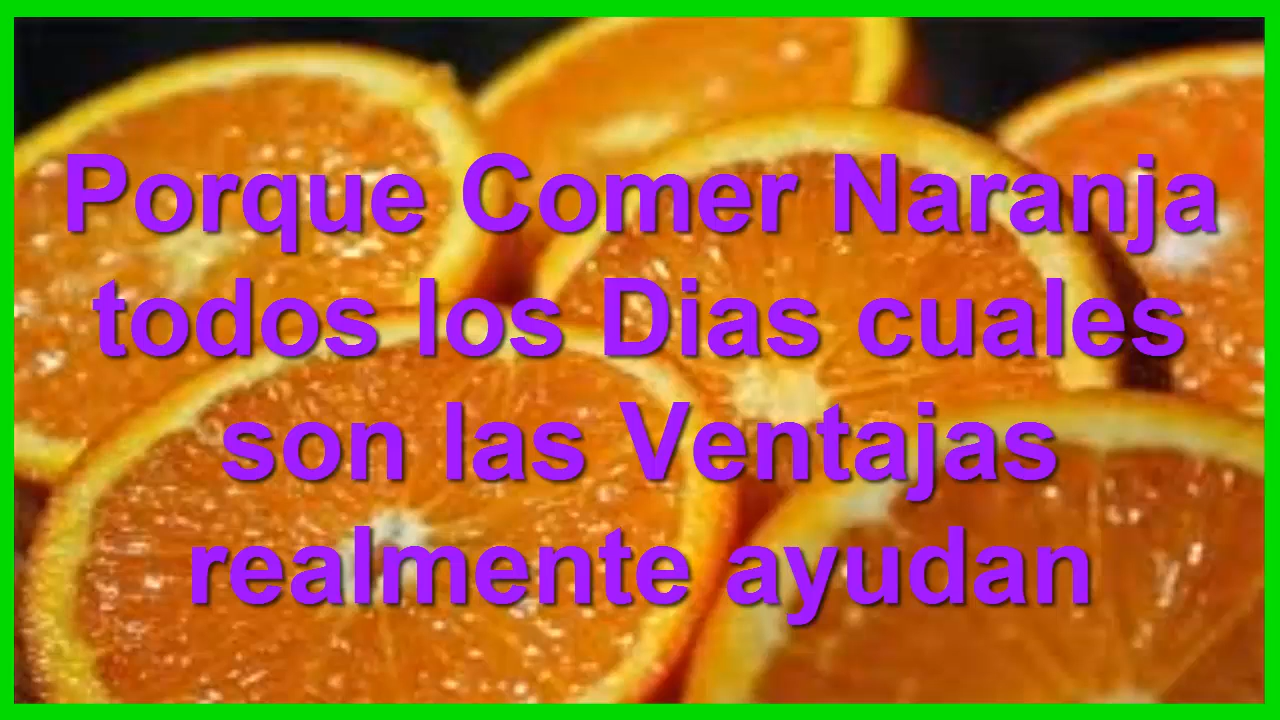 Porque Comer Naranja
todos los Dias cuales
son las Ventajas
realmente ayudan